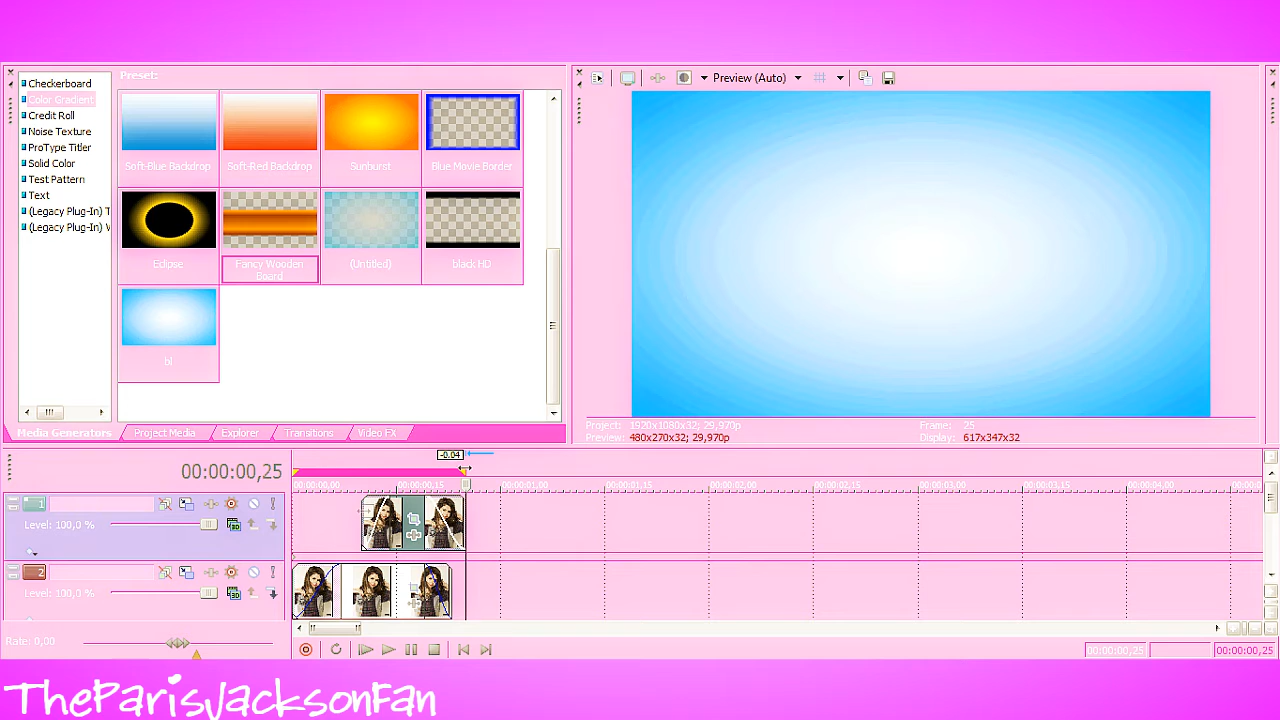 Preset:
Preview (Auto)
Checkerboard
Color Gradient
Credit Roll
Noise Texture
ProType Titler
Solid Color
Test Pattern
Text
(Legacy Plug-In) T
(Legacy Plug-In) V
Soft-Blue Backdrop
Soft-Red Backdrop
Sunburst
Blue Movie Border
Eclipse
Fancy Wooden
Board
(Untitled)
black HD
bl
Media Generators
Project Media
Explorer
Transitions
Video FX
Project: 1920x1080x32; 29,970p
Frame: 25
Preview: 480x270x32; 29,970p
Display: 617x347x32
-0.04
00:00:00,25
00:00:00,00
00:00:00,15
00:00:01,00
00:00:01,15
00:00:02,00
00:00:02,15
00:00:03,00
00:00:03,15
00:00:04,00
00:00:0
1
Level: 100,0 %
2
Level: 100,0 %
Rate: 0,00
00:00:00,25
00:00:00,25
TheParisJacksonFan